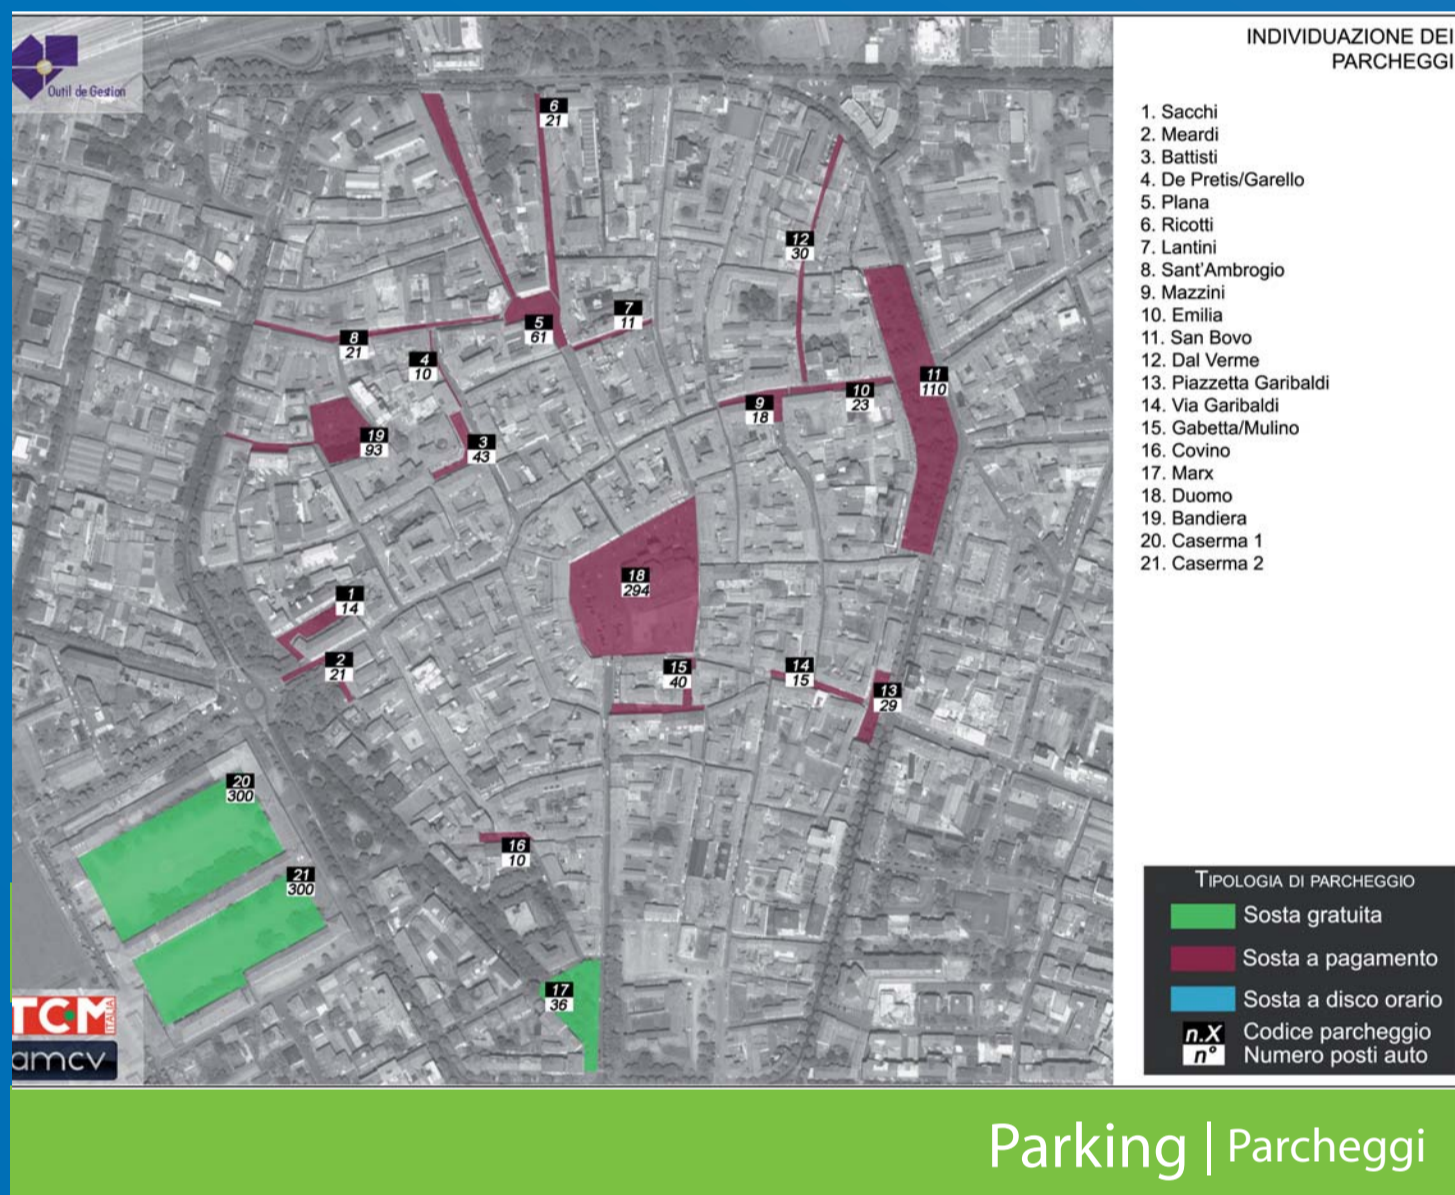 Outil de Gestion
INDIVIDUAZIONE DEI
PARCHEGGI
1. Sacchi
2. Meardi
3. Battisti
4. De Pretis/Garello
5. Plana
6. Ricotti
7. Lantini
8. Sant'Ambrogio
9. Mazzini
10. Emilia
11. San Bovo
12. Dal Verme
13. Piazzetta Garibaldi
14. Via Garibaldi
15. Gabetta/Mulino
16. Covino
17. Marx
18. Duomo
19. Bandiera
20. Caserma 1
21. Caserma 2
6
21
12
30
7
11
5
61
8
21
4
10
11
110
10
23
9
18
19
93
3
43
18
294
1
14
2
21
15
40
14
15
13
29
20
300
16
10
21
300
17
36
TIPOLOGIA DI PARCHEGGIO
Sosta gratuita
Sosta a pagamento
Sosta a disco orario
n.X Codice parcheggio
n° Numero posti auto
TCM ITALIA
amcv
Parking | Parcheggi